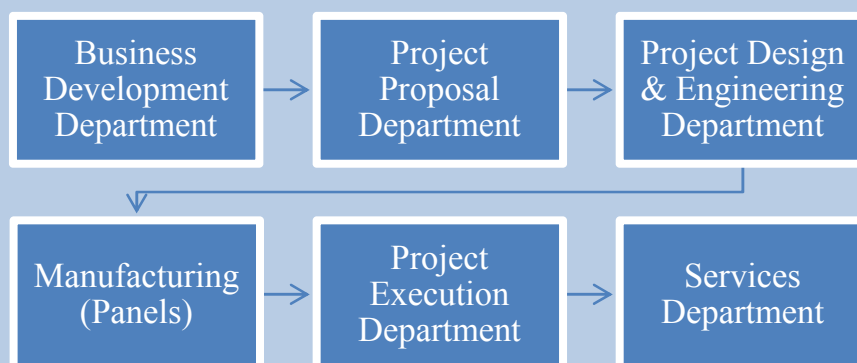 Business
Development
Department
Project
Proposal
Department
Project Design
& Engineering
Department
Manufacturing
(Panels)
Project
Execution
Department
Services
Department